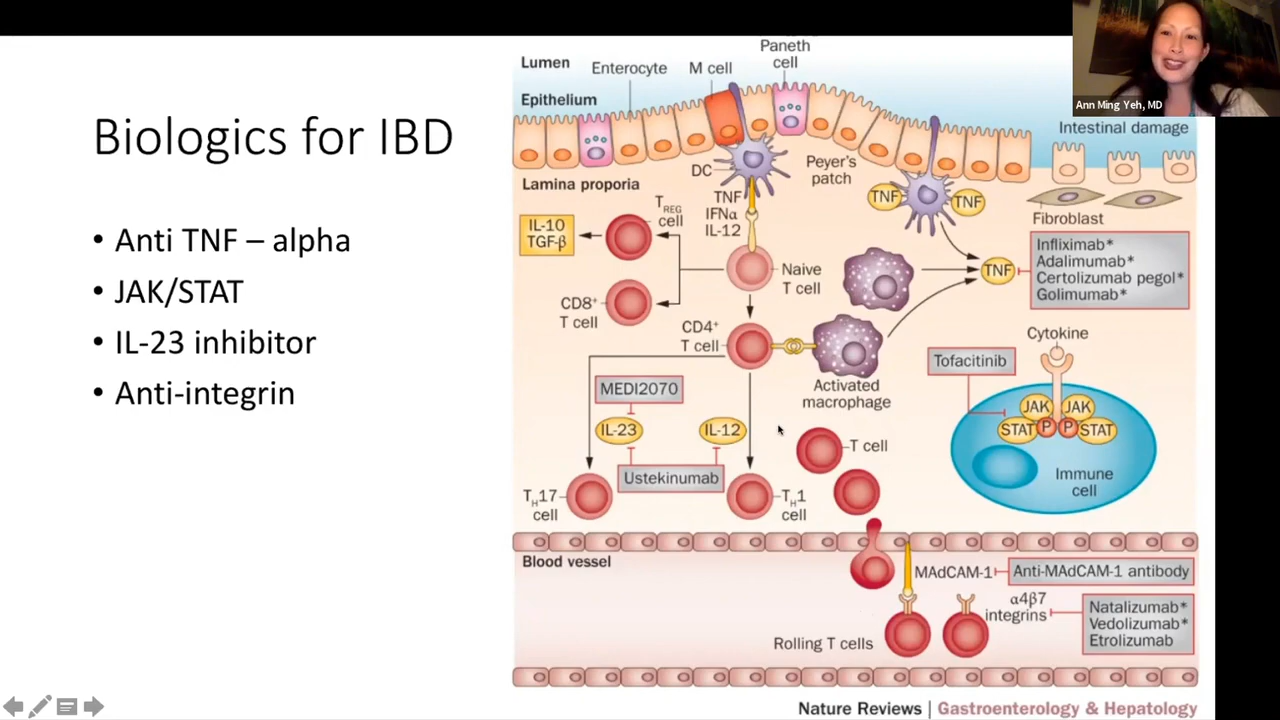 Biologics for IBD
• Anti TNF – alpha
• JAK/STAT
• IL-23 inhibitor
• Anti-integrin
Ann Ming Yeh, MD
Lumen
Enterocyte
M cell
Paneth
cell
Epithelium
Intestinal damage
DC
Peyer's
patch
Lamina proporia
TNF
IFNα
IL-12
TREG
cell
IL-10
TGF-β
TNF
TNF
Fibroblast
Naive
T cell
TNF
Infliximab*
Adalimumab*
Certolizumab pegol*
Golimumab*
CD8+
T cell
CD4+
T cell
Activated
macrophage
Cytokine
Tofacitinib
JAK
JAK
STAT
P
P
STAT
Immune
cell
MEDI2070
IL-23
IL-12
Ustekinumab
T cell
TH17
cell
TH1
cell
Blood vessel
MAdCAM-1
Anti-MAdCAM-1 antibody
α4β7
integrins
Natalizumab*
Vedolizumab*
Etrolizumab
Rolling T cells
Nature Reviews | Gastroenterology & Hepatology